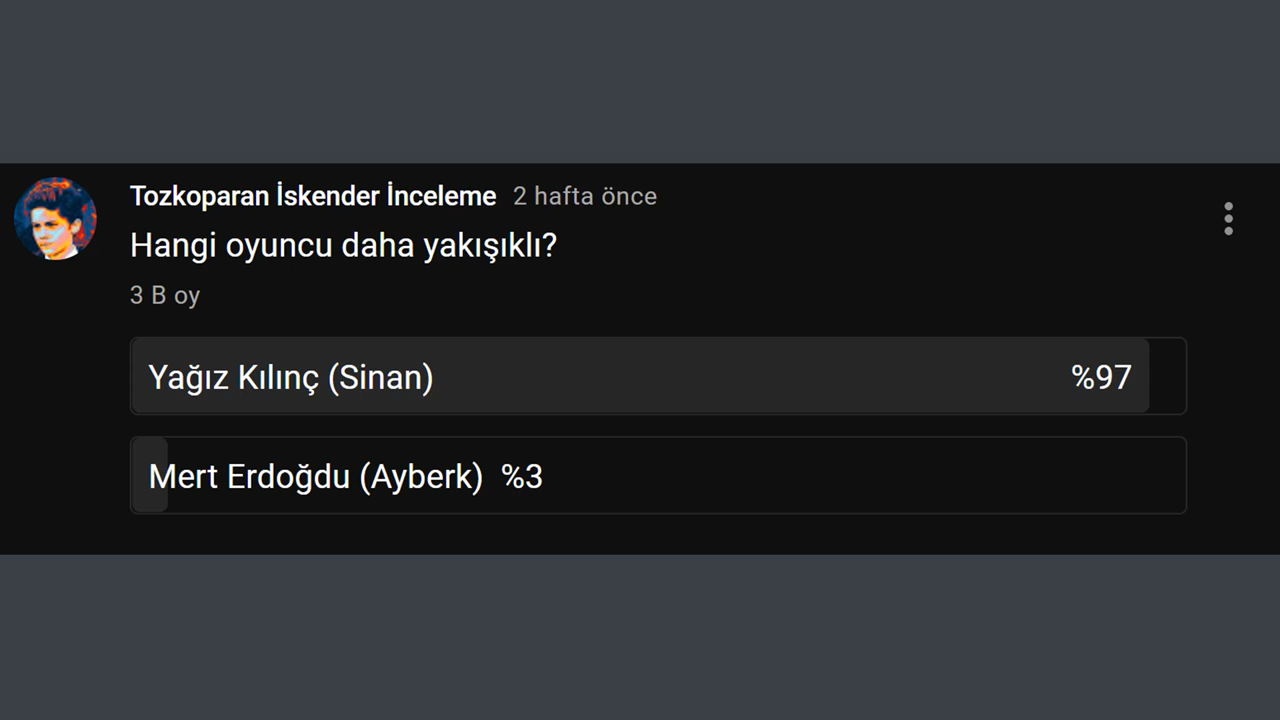 Tozkoparan İskender İnceleme 2 hafta önce
Hangi oyuncu daha yakışıklı?
3 B oy
Yağız Kılınç (Sinan) %97
Mert Erdoğdu (Ayberk) %3